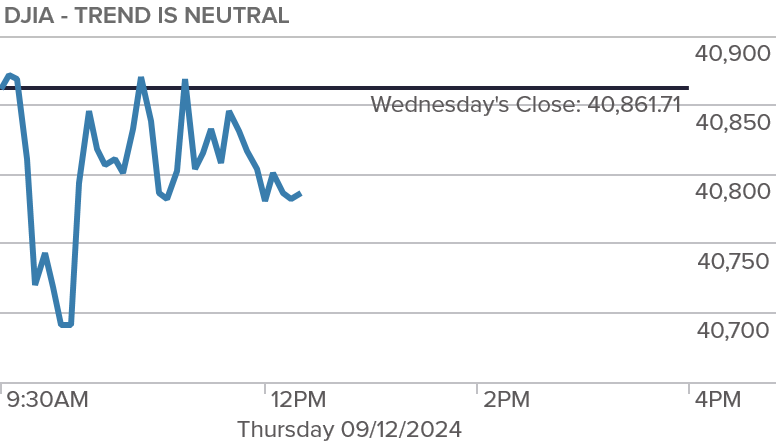 DJIA - TREND IS NEUTRAL
40,900
Wednesday's Close: 40,861.71
40,850
40,800
40,750
40,700
9:30AM 12PM 2PM 4PM
Thursday 09/12/2024